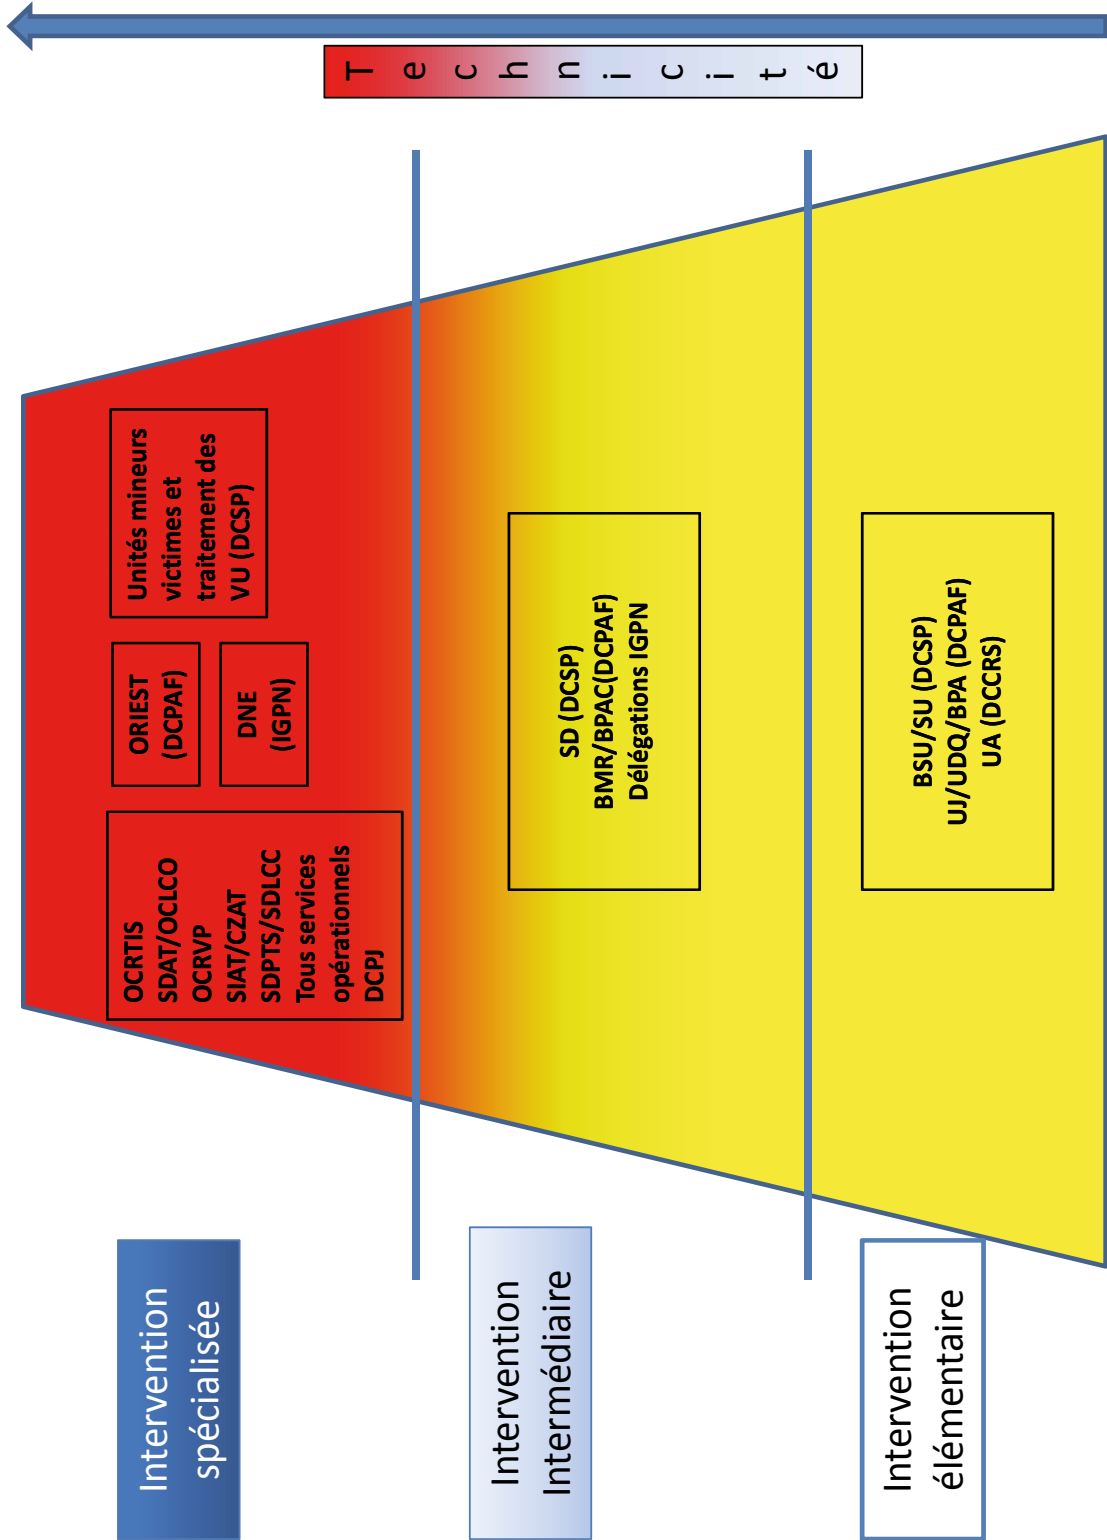 Intervention
spécialisée
OCRTIS
SDAT/OCLCO
OCRVP
SIAT/CZAT
SDPTS/SDLCC
Tous services
opérationnels
DCPJ
ORIEST
(DCPAF)
DNE
(IGPN)
Unités mineurs
victimes et
traitement des
VU (DCSP)
Technicité
Intervention
Intermédiaire
SD (DCSP)
BMR/BPAC(DCPAF)
Délégations IGPN
Intervention
élémentaire
BSU/SU (DCSP)
UJ/UDQ/BPA (DCPAF)
UA (DCCRS)